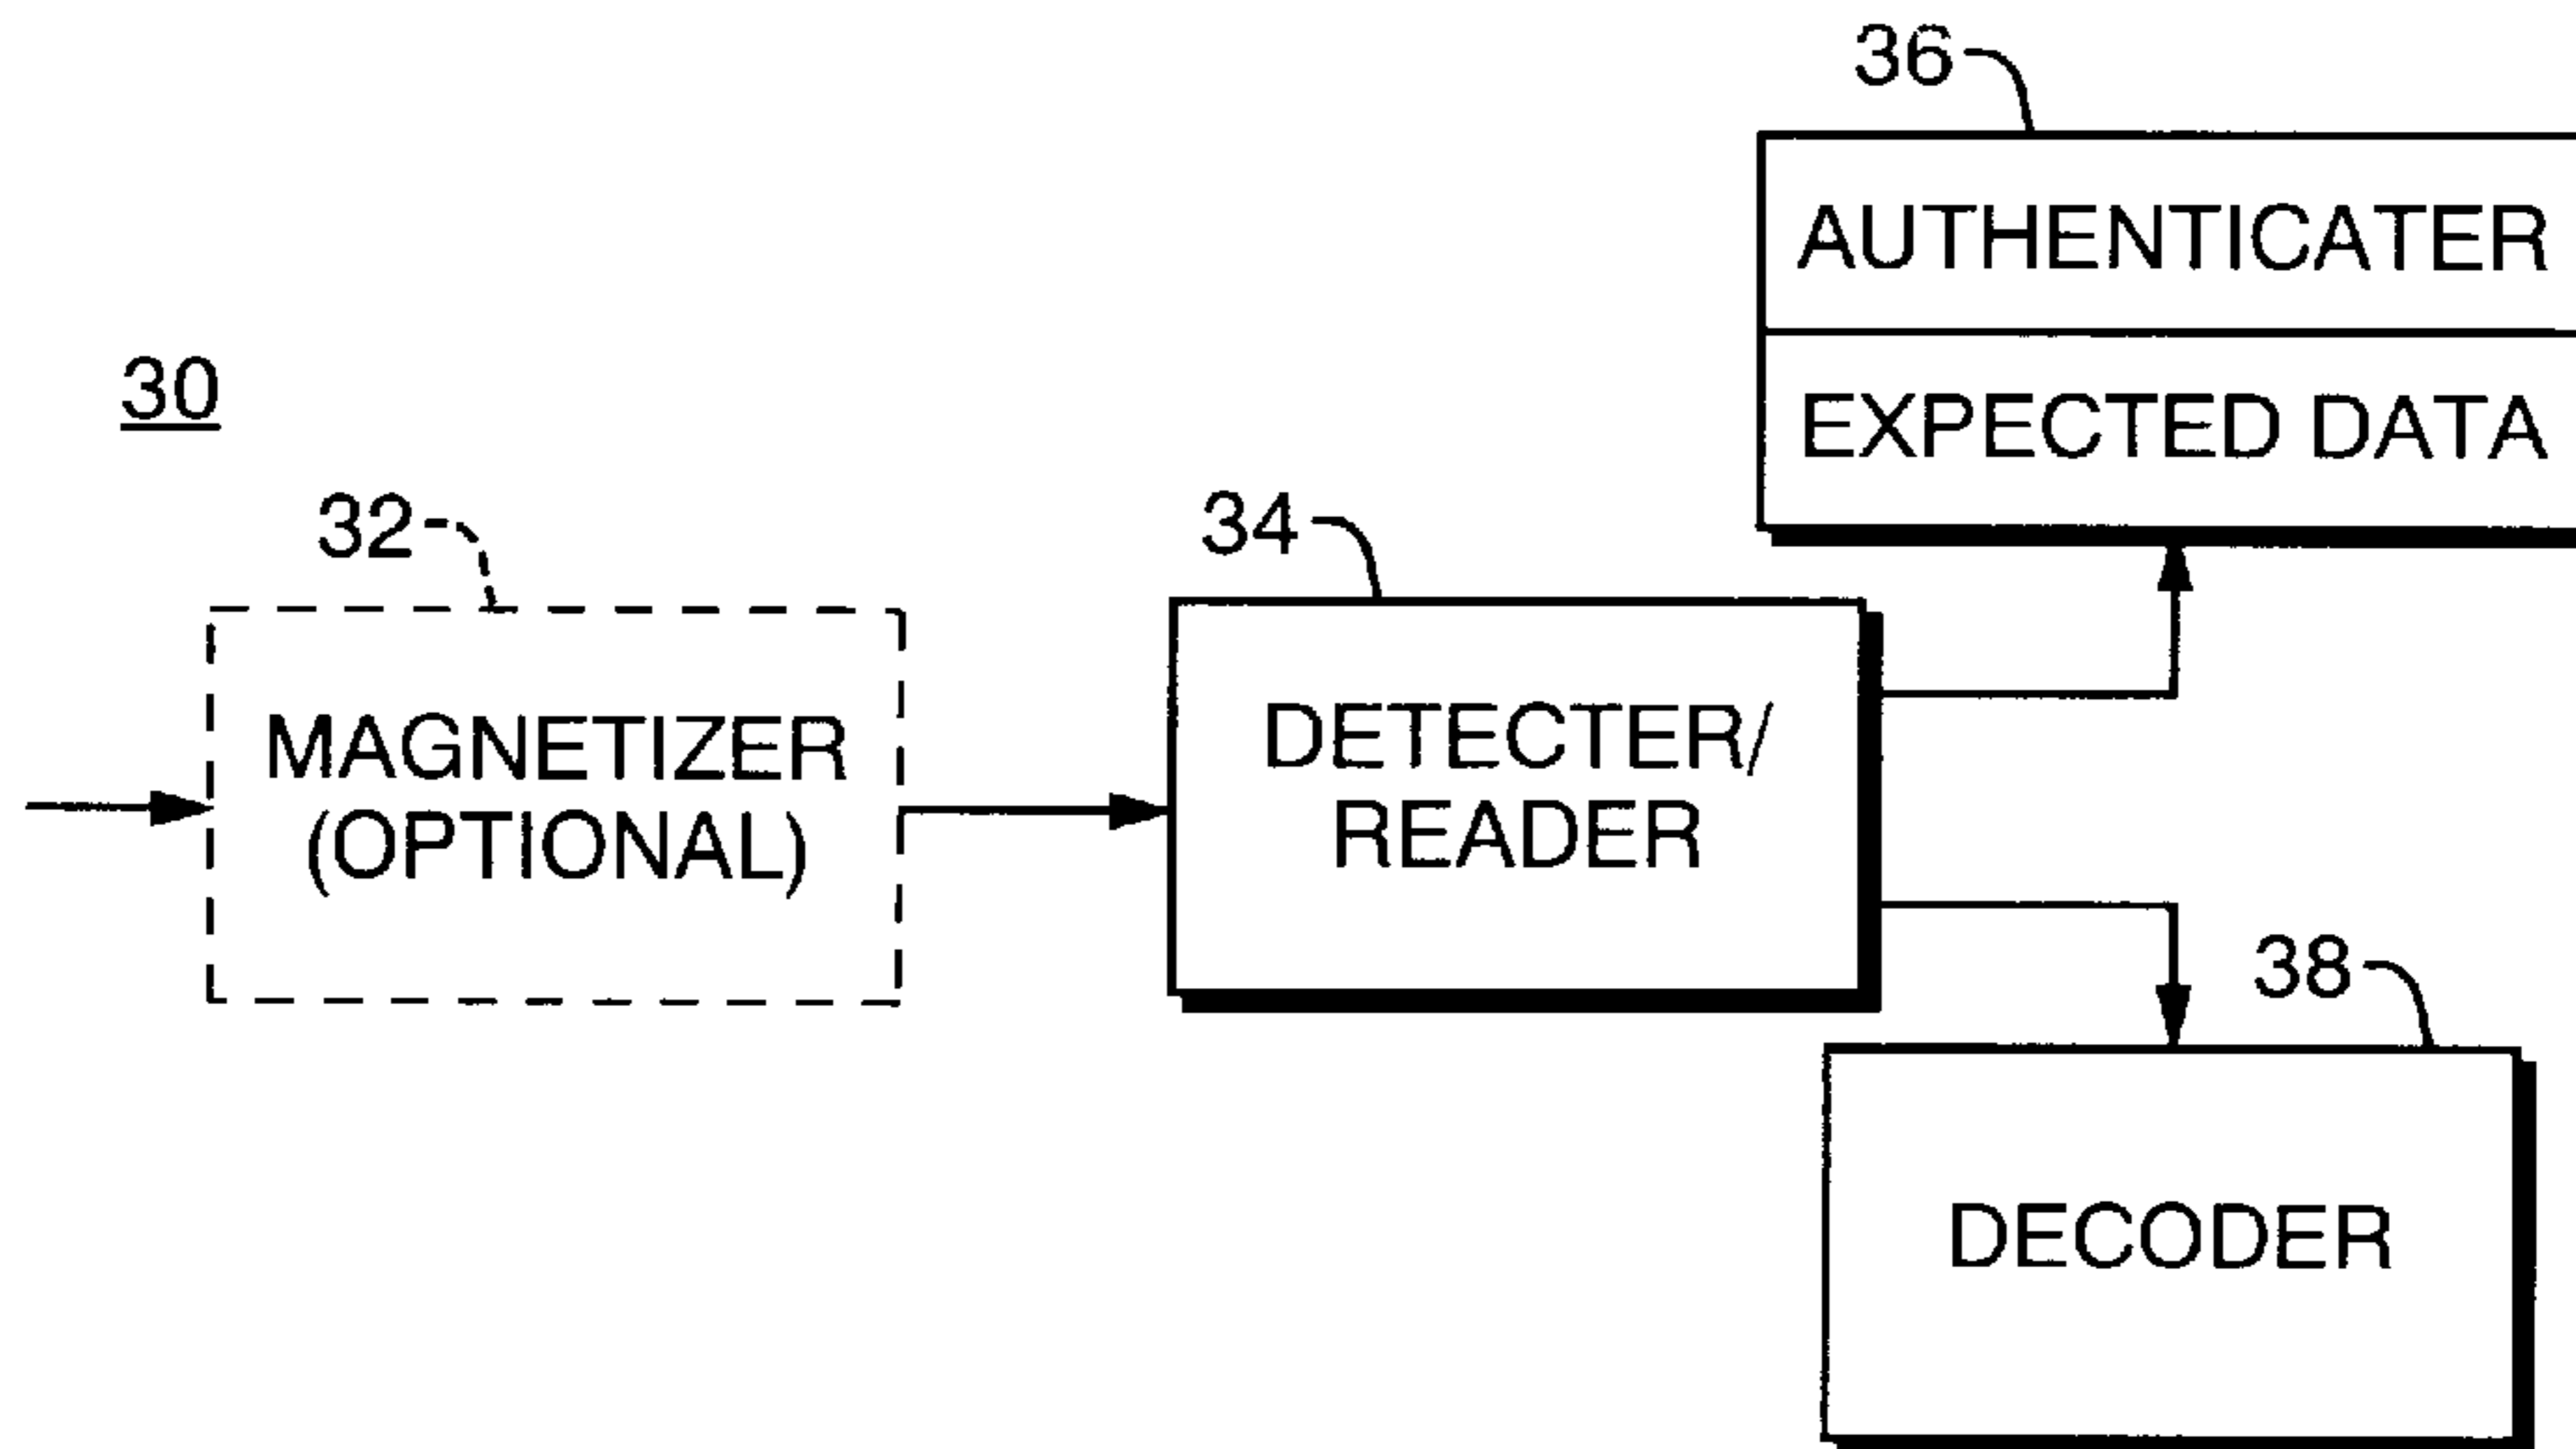 36
AUTHENTICATER
EXPECTED DATA
30
32
34
MAGNETIZER
(OPTIONAL)
DETECTER/
READER
38
DECODER